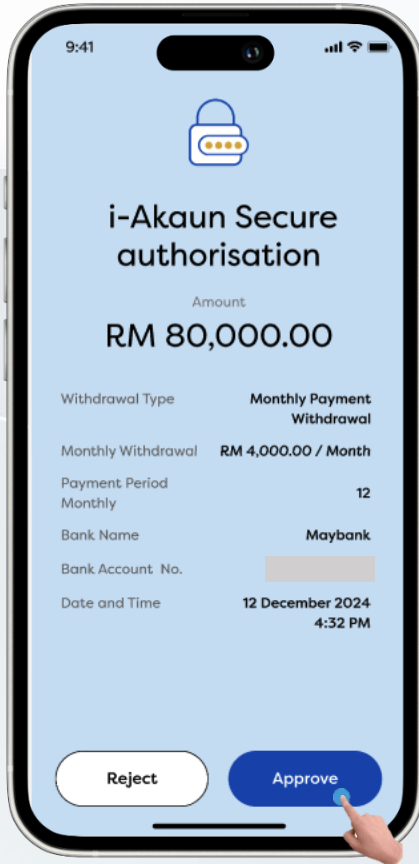 9:41
i-Akaun Secure
authorisation
Amount
RM 80,000.00
Withdrawal Type Monthly Payment
Withdrawal
Monthly Withdrawal RM 4,000.00 / Month
Payment Period
Monthly 12
Bank Name Maybank
Bank Account No.
Date and Time 12 December 2024
4:32 PM
Reject Approve